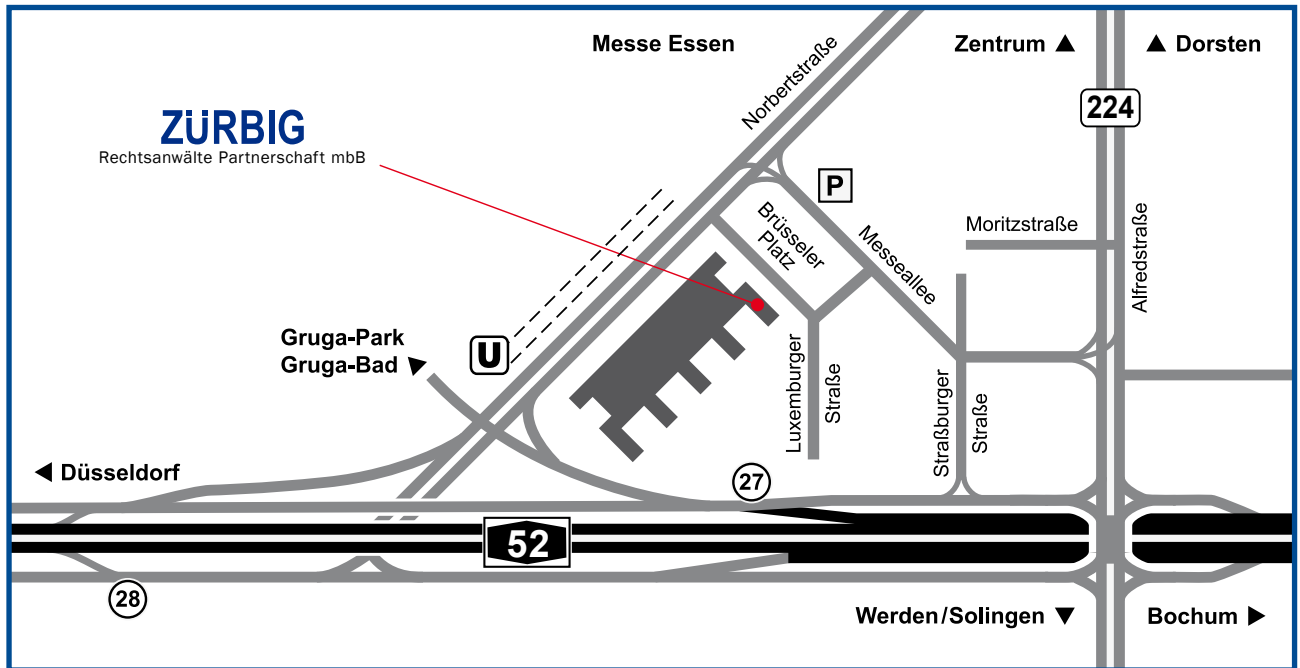 Messe Essen
Zentrum ▲
▲ Dorsten
Norbertstraße
224
ZÜRBIG
Rechtsanwälte Partnerschaft mbB
P
Brüsseler
Platz
Messeallee
Moritzstraße
Alfredstraße
Gruga-Park
Gruga-Bad
U
Luxemburger
Straße
Straßburger
Straße
◀ Düsseldorf
27
52
28
Werden/Solingen ▼
Bochum ▶